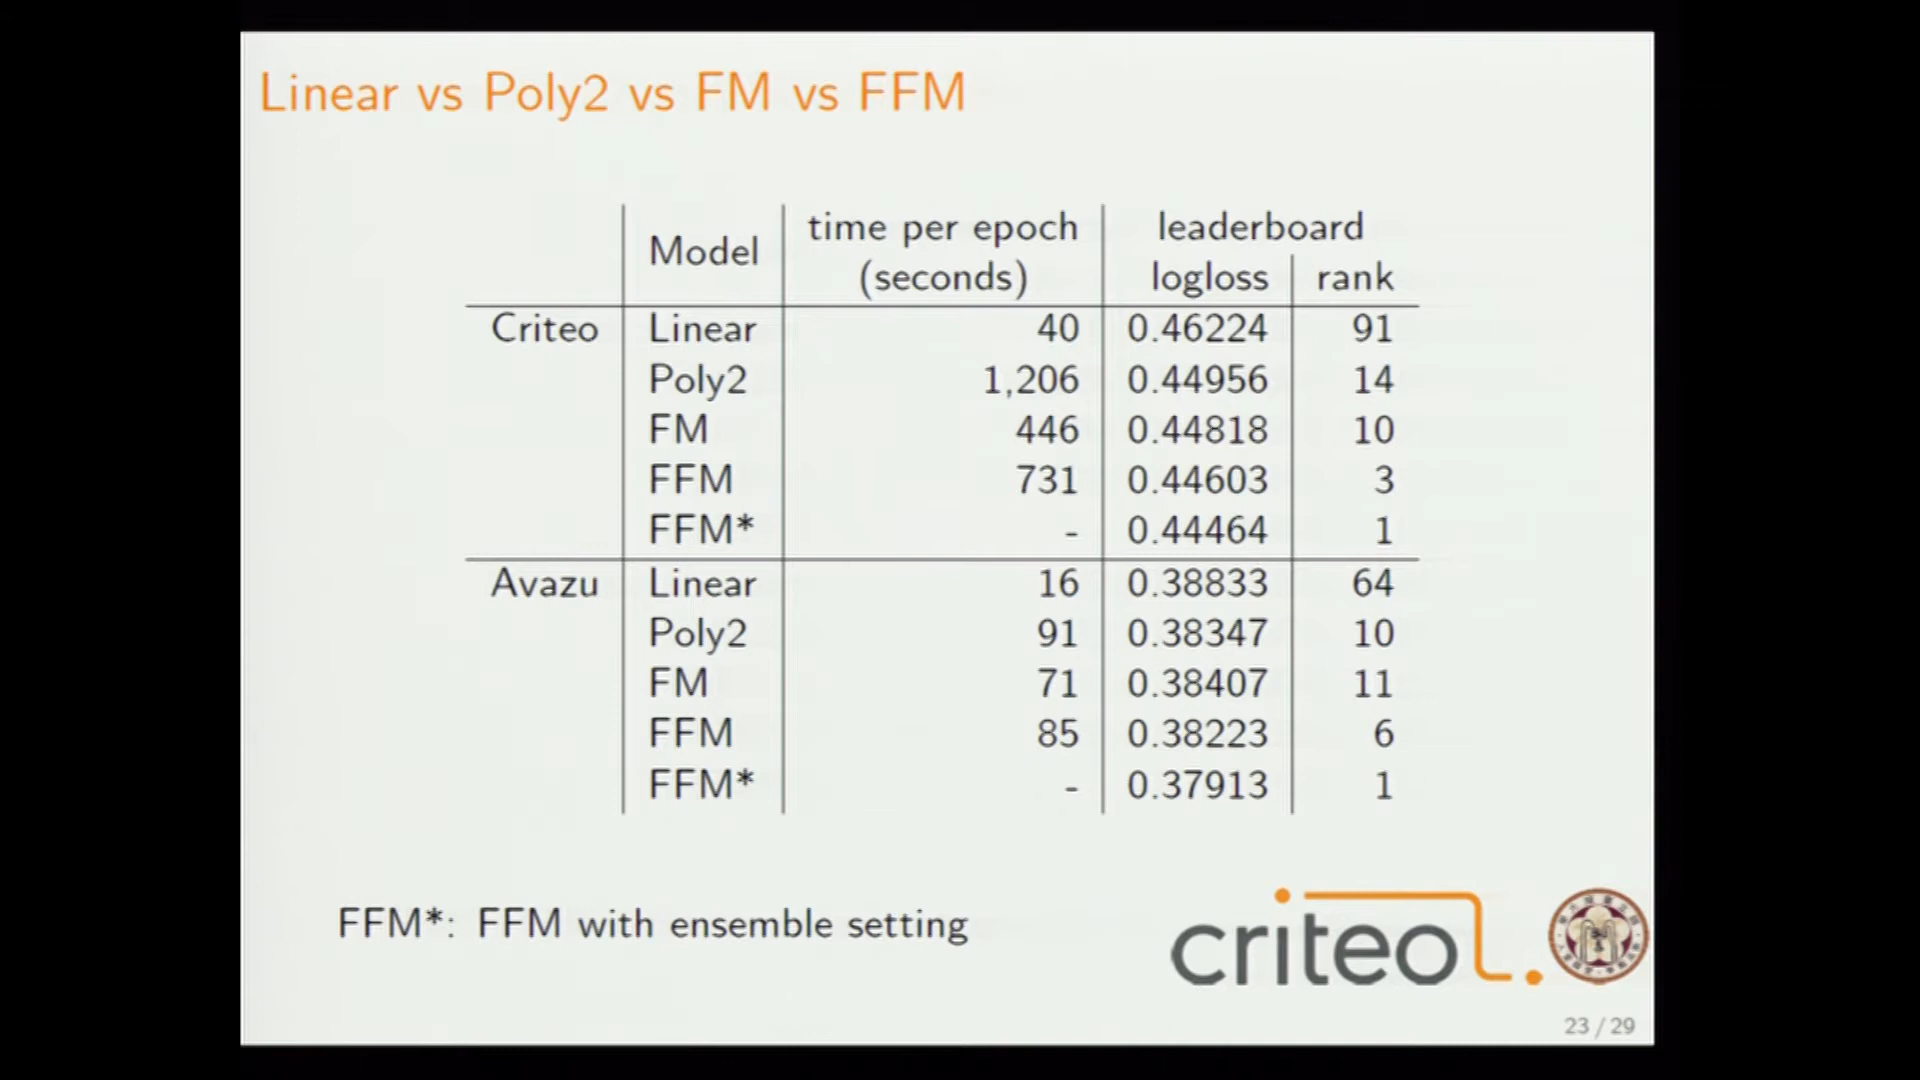 Linear vs Poly2 vs FM vs FFM
Model time per epoch (seconds) leaderboard
logloss rank
Criteo Linear 40 0.46224 91
Poly2 1,206 0.44956 14
FM 446 0.44818 10
FFM 731 0.44603 3
FFM* - 0.44464 1
Avazu Linear 16 0.38833 64
Poly2 91 0.38347 10
FM 71 0.38407 11
FFM 85 0.38223 6
FFM* - 0.37913 1
FFM*: FFM with ensemble setting
criteo
23 / 29